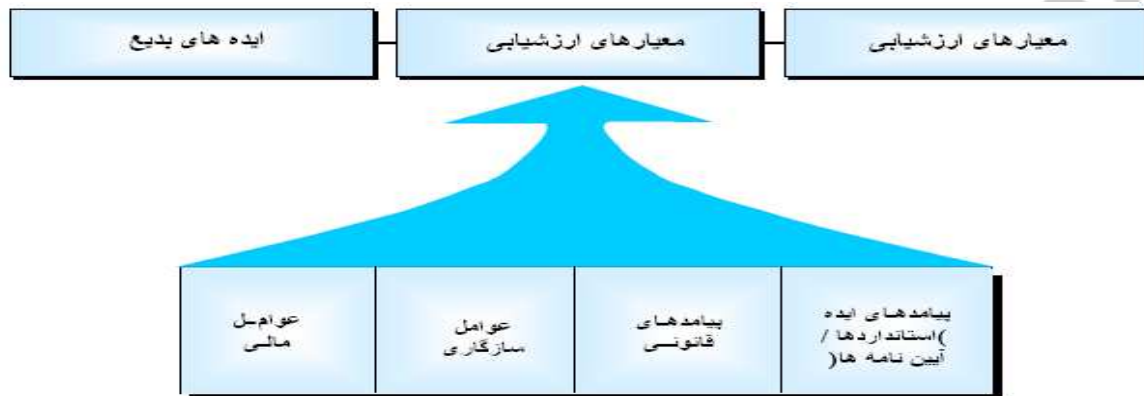 معیارهای ارزشیابی
معیارهای ارزشیابی
ایده های بدیع
پیامدهای ایده
)استانداردها /
آیین نامه ها(
پیامدهای
قانونی
عوامل
سازگاری
عوامل
مالی